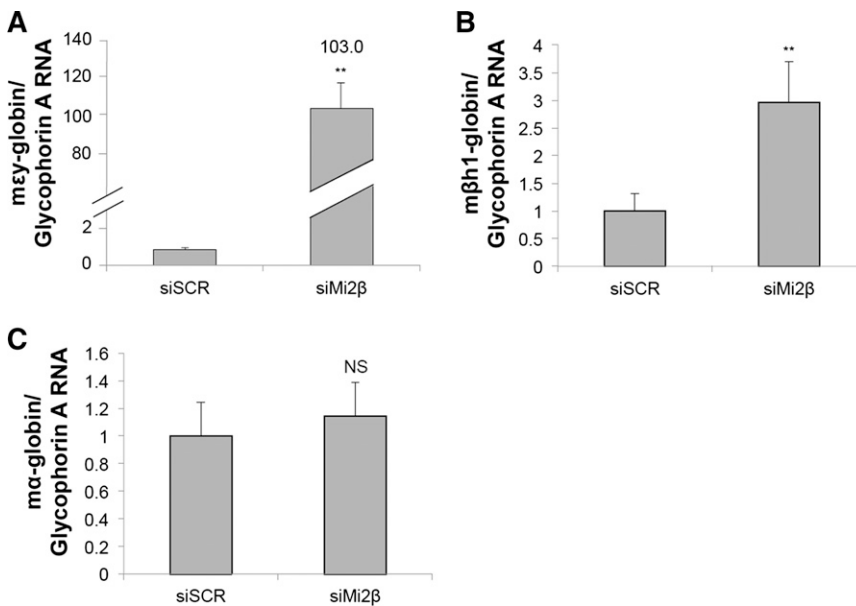 A
mεy-globin/
Glycophorin A RNA
140
120
100
80
2
0
103.0
**
siSCR
siMi2β
B
mβh1-globin/
Glycophorin A RNA
4
3.5
3
2.5
2
1.5
1
0.5
0
**
siSCR
siMi2β
C
mα-globin/
Glycophorin A RNA
1.6
1.4
1.2
1
0.8
0.6
0.4
0.2
0
NS
siSCR
siMi2β